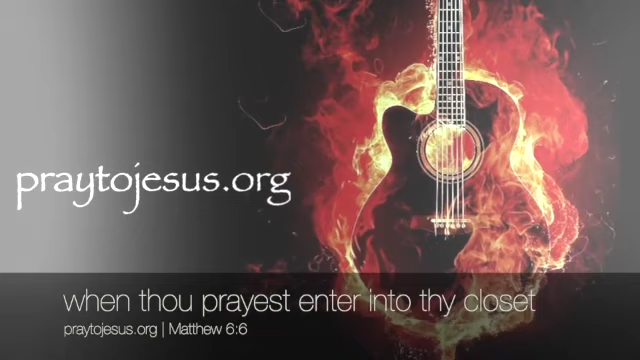 praytojesus.org
when thou prayest enter into thy closet
praytojesus.org | Matthew 6:6